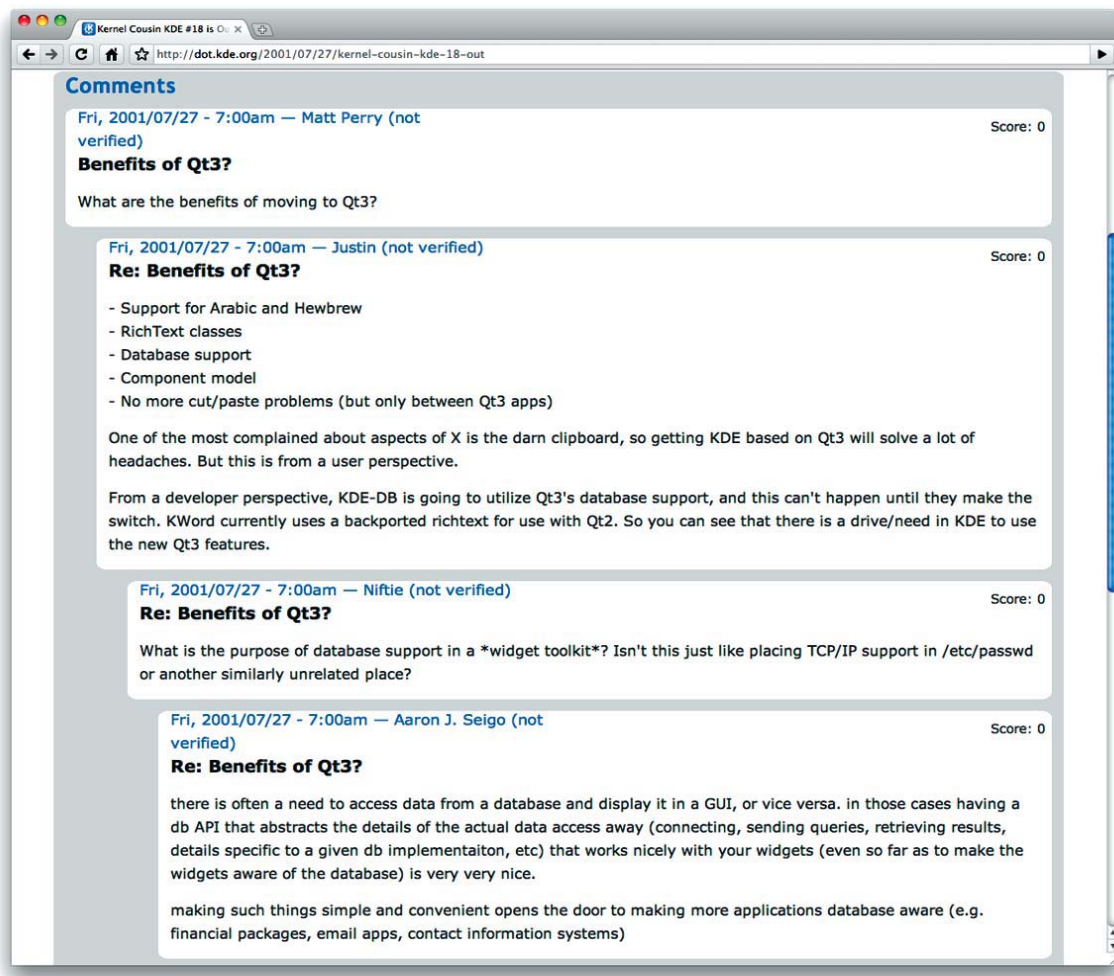 Kernel Cousin KDE #18 is Ou
http://dot.kde.org/2001/07/27/kernel-cousin-kde-18-out
Comments
Fri, 2001/07/27 - 7:00am — Matt Perry (not
verified)
Score: 0
Benefits of Qt3?
What are the benefits of moving to Qt3?
Fri, 2001/07/27 - 7:00am — Justin (not verified)
Score: 0
Re: Benefits of Qt3?
- Support for Arabic and Hewbrew
- RichText classes
- Database support
- Component model
- No more cut/paste problems (but only between Qt3 apps)
One of the most complained about aspects of X is the darn clipboard, so getting KDE based on Qt3 will solve a lot of
headaches. But this is from a user perspective.
From a developer perspective, KDE-DB is going to utilize Qt3's database support, and this can't happen until they make the
switch. KWord currently uses a backported richtext for use with Qt2. So you can see that there is a drive/need in KDE to use
the new Qt3 features.
Fri, 2001/07/27 - 7:00am — Niftie (not verified)
Score: 0
Re: Benefits of Qt3?
What is the purpose of database support in a *widget toolkit*? Isn't this just like placing TCP/IP support in /etc/passwd
or another similarly unrelated place?
Fri, 2001/07/27 - 7:00am — Aaron J. Seigo (not
verified)
Score: 0
Re: Benefits of Qt3?
there is often a need to access data from a database and display it in a GUI, or vice versa. in those cases having a
db API that abstracts the details of the actual data access away (connecting, sending queries, retrieving results,
details specific to a given db implementaiton, etc) that works nicely with your widgets (even so far as to make the
widgets aware of the database) is very very nice.
making such things simple and convenient opens the door to making more applications database aware (e.g.
financial packages, email apps, contact information systems)